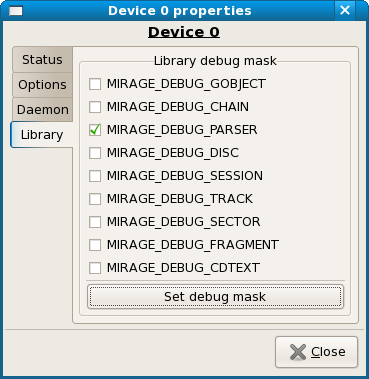 Device 0 properties
Device 0
Status
Options
Daemon
Library
Library debug mask
MIRAGE_DEBUG_GOBJECT
MIRAGE_DEBUG_CHAIN
MIRAGE_DEBUG_PARSER
MIRAGE_DEBUG_DISC
MIRAGE_DEBUG_SESSION
MIRAGE_DEBUG_TRACK
MIRAGE_DEBUG_SECTOR
MIRAGE_DEBUG_FRAGMENT
MIRAGE_DEBUG_CDTEXT
Set debug mask
Close